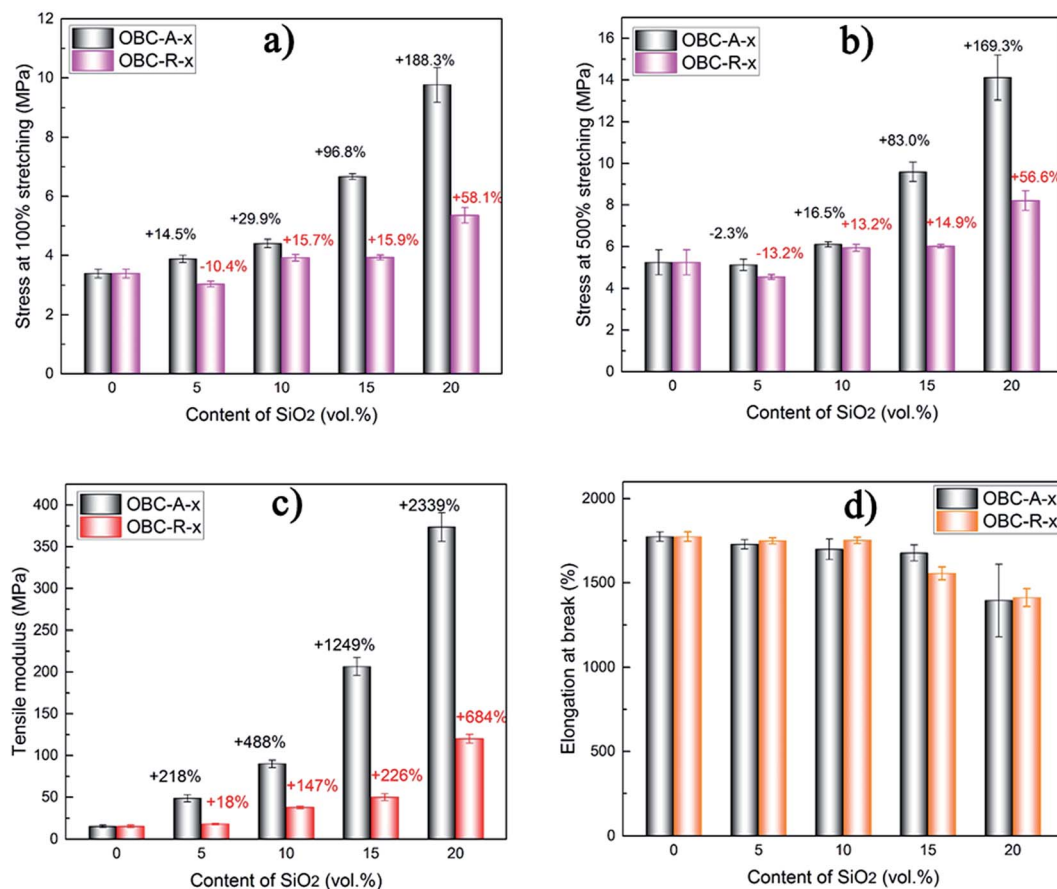 a)
OBC-A-x
OBC-R-x
+14.5%
-10.4%
+29.9%
+15.7%
+96.8%
+15.9%
+188.3%
+58.1%
12
10
8
6
4
2
0
Stress at 100% stretching (MPa)
0 5 10 15 20
Content of SiO2 (vol.%)
b)
OBC-A-x
OBC-R-x
-2.3%
-13.2%
+16.5%
+13.2%
+83.0%
+14.9%
+169.3%
+56.6%
16
14
12
10
8
6
4
2
0
Stress at 500% stretching (MPa)
0 5 10 15 20
Content of SiO2 (vol.%)
c)
OBC-A-x
OBC-R-x
+218%
+18%
+488%
+147%
+1249%
+226%
+2339%
+684%
400
350
300
250
200
150
100
50
0
Tensile modulus (MPa)
0 5 10 15 20
Content of SiO2 (vol.%)
d)
OBC-A-x
OBC-R-x
2000
1500
1000
500
0
Elongation at break (%)
0 5 10 15 20
Content of SiO2 (vol.%)